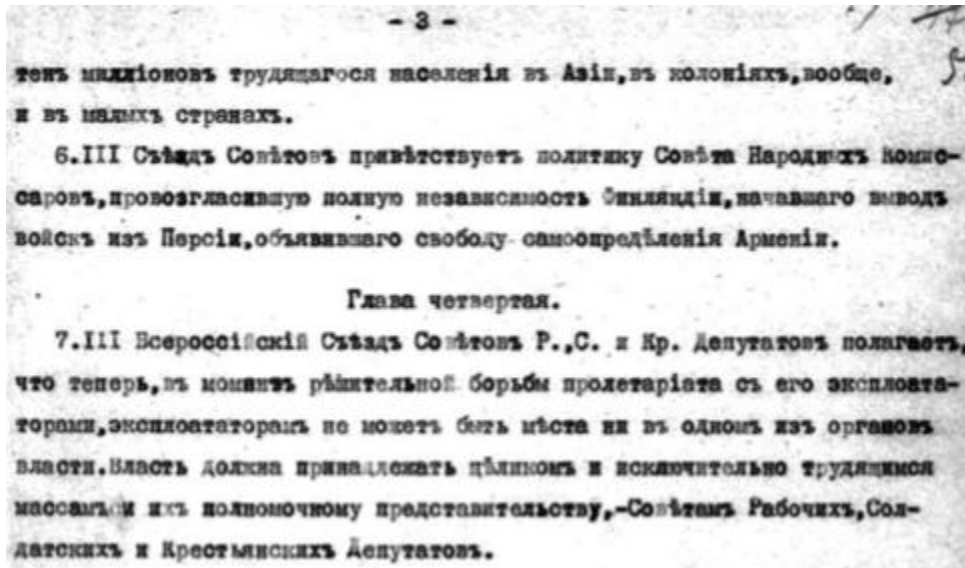 - 3 -
тенъ милліоновъ трудящагося населенія въ Азіи,въ колоніяхъ,вообще,
и въ малыхъ странахъ.
6.III Съѣздъ Совѣтовъ привѣтствуетъ политику Совѣта Народныхъ Комис-
саровъ,провозгласившую полную независимость Финляндіи,начавшаго выводъ
войскъ изъ Персіи,объявившаго свободу самоопредѣленія Арменіи.
Глава четвертая.
7.III Всероссійскій Съѣздъ Совѣтовъ Р.,С. и Кр. Депутатовъ полагаетъ,
что теперь,въ моментъ рѣшительной борьбы пролетаріата съ его эксплоата-
торами,эксплоататорамъ не можетъ быть мѣста ни въ одномъ изъ органовъ
власти.Власть должна принадлежать цѣликомъ и исключительно трудящимся
массамъ и ихъ полномочному представительству,-Совѣтамъ Рабочихъ,Сол-
датскихъ и Крестьянскихъ Депутатовъ.